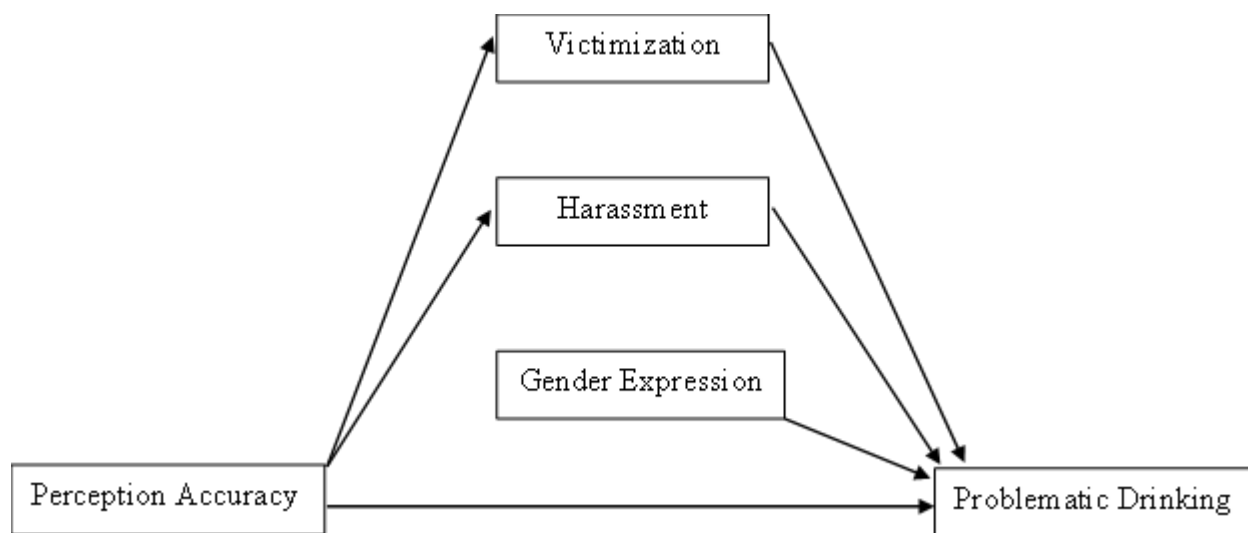 Victimization
Harassment
Gender Expression
Perception Accuracy
Problematic Drinking